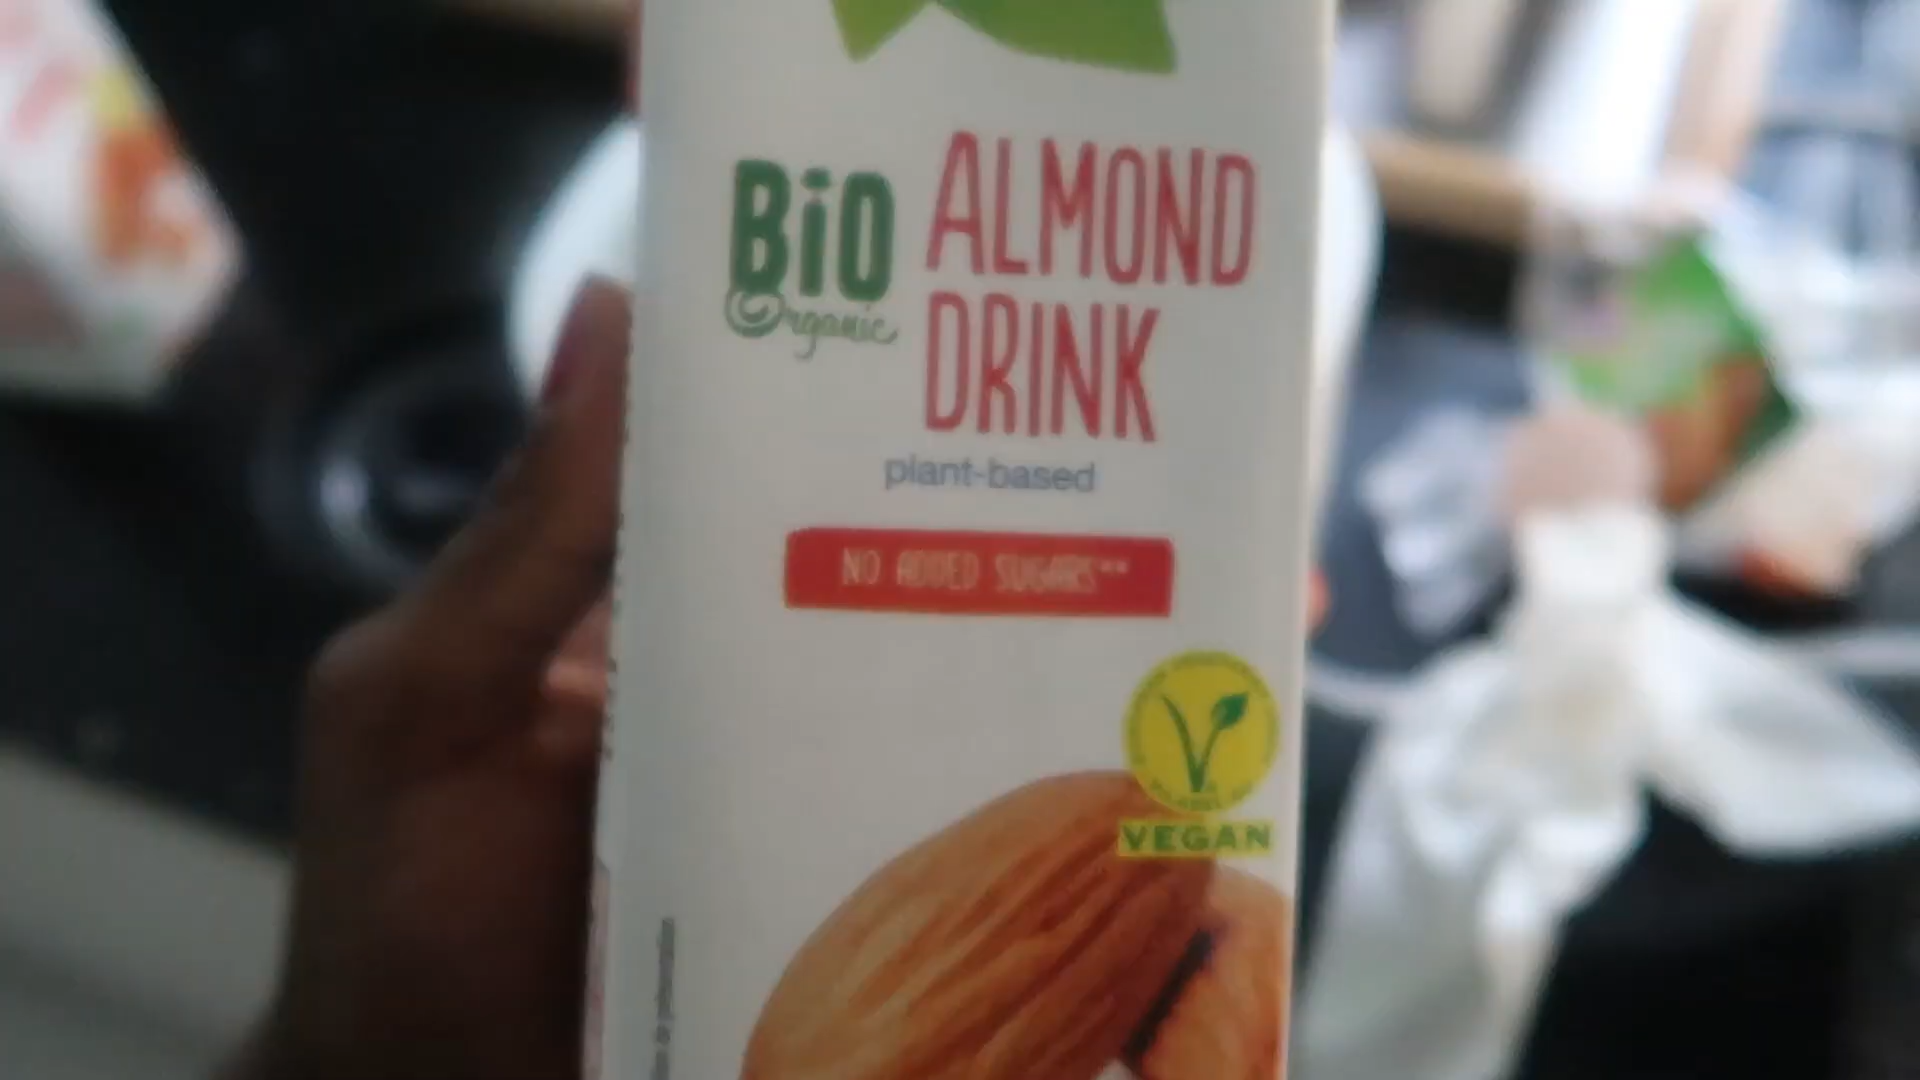 BiO
Organic
ALMOND
DRINK
plant-based
NO ADDED SUGARS**
VEGAN